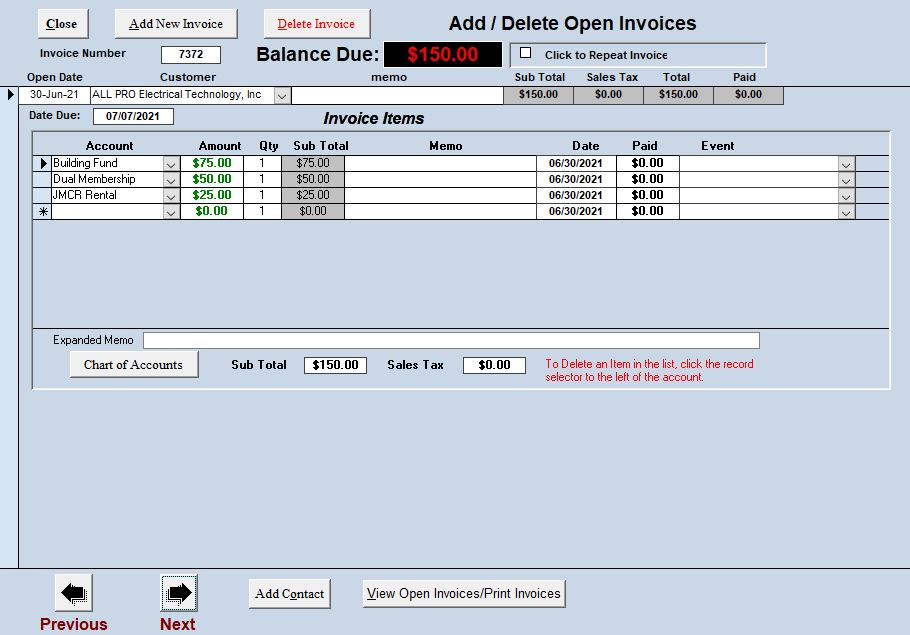 Close Add New Invoice Delete Invoice Add / Delete Open Invoices
Invoice Number 7372 Balance Due: $150.00 Click to Repeat Invoice
Open Date Customer memo Sub Total Sales Tax Total Paid
30-Jun-21 ALL PRO Electrical Technology, Inc $150.00 $0.00 $150.00 $0.00
Date Due: 07/07/2021 Invoice Items
Account Amount Qty Sub Total Memo Date Paid Event
Building Fund $75.00 1 $75.00 06/30/2021 $0.00
Dual Membership $50.00 1 $50.00 06/30/2021 $0.00
JMCR Rental $25.00 1 $25.00 06/30/2021 $0.00
$0.00 1 $0.00 06/30/2021 $0.00
Expanded Memo
Chart of Accounts Sub Total $150.00 Sales Tax $0.00 To Delete an Item in the list, click the record
selector to the left of the account.
Add Contact View Open Invoices/Print Invoices
Previous Next